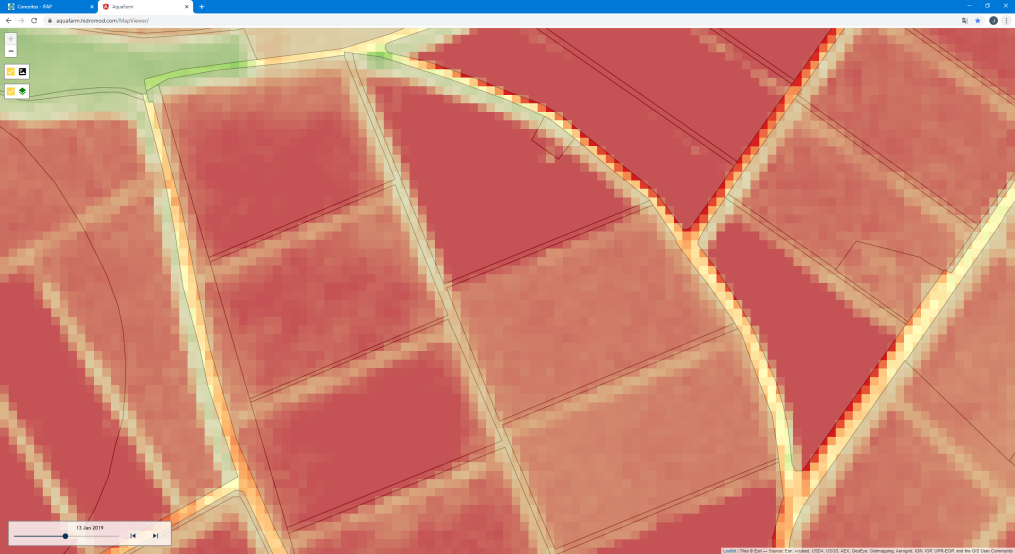 Conceitos - IFAP
AquaFarm
aquafarm.hidromod.com/MapViewer/
J
13 Jan 2019
Leaflet | Tiles © Esri — Source: Esri, i-cubed, USDA, USGS, AEX, GeoEye, Getmapping, Aerogrid, IGN, IGP, UPR-EGP, and the GIS User Community